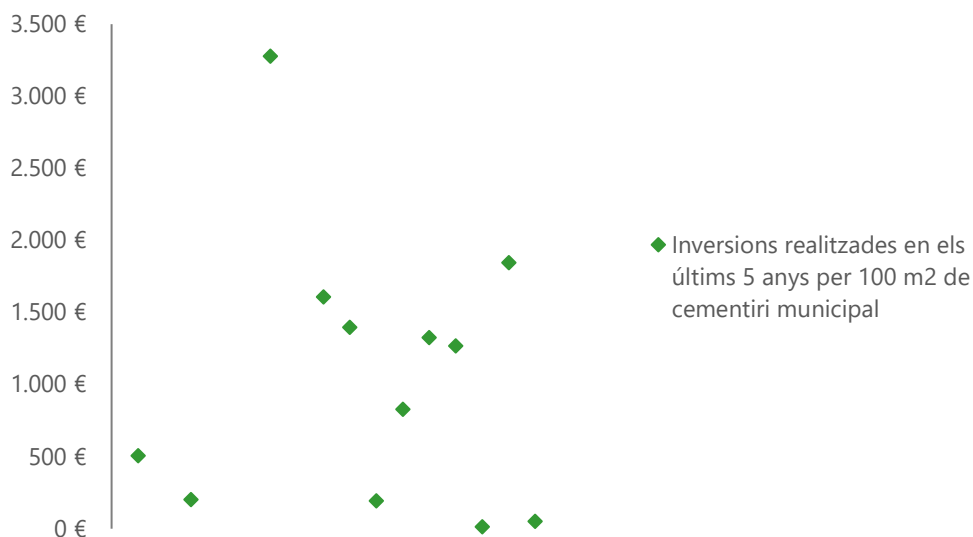 3.500 €
3.000 €
2.500 €
2.000 €
1.500 €
1.000 €
500 €
0 €
Inversions realitzades en els
últims 5 anys per 100 m2 de
cementiri municipal